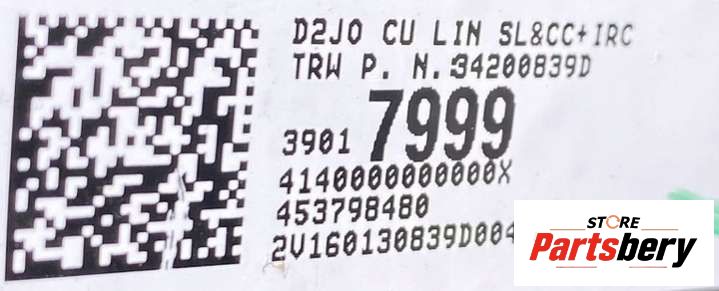 D2JO CU LIN SL&CC+IRC
TRW P. N.34200839D
3901 7999
4140000000000X
453798480
2V160130839D004
STORE
Partsbery